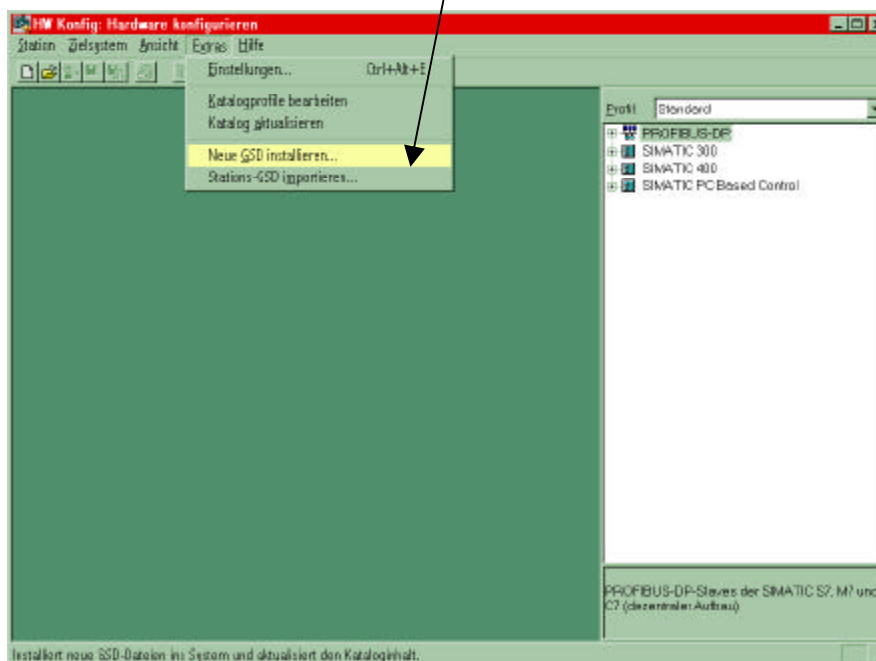 HW Konfig: Hardware konfigurieren
Station Zielsystem Ansicht Extras Hilfe
Einstellungen... Ctrl+Alt+E
Katalogprofile bearbeiten
Katalog aktualisieren
Neue GSD installieren...
Stations-GSD importieren...
Profil Standard
PROFIBUS-DP
SIMATIC 300
SIMATIC 400
SIMATIC PC Based Control
PROFIBUS-DP-Slaves der SIMATIC S7, M7 und
C7 (dezentraler Aufbau)
Installiert neue GSD-Dateien ins System und aktualisiert den Kataloginhalt.